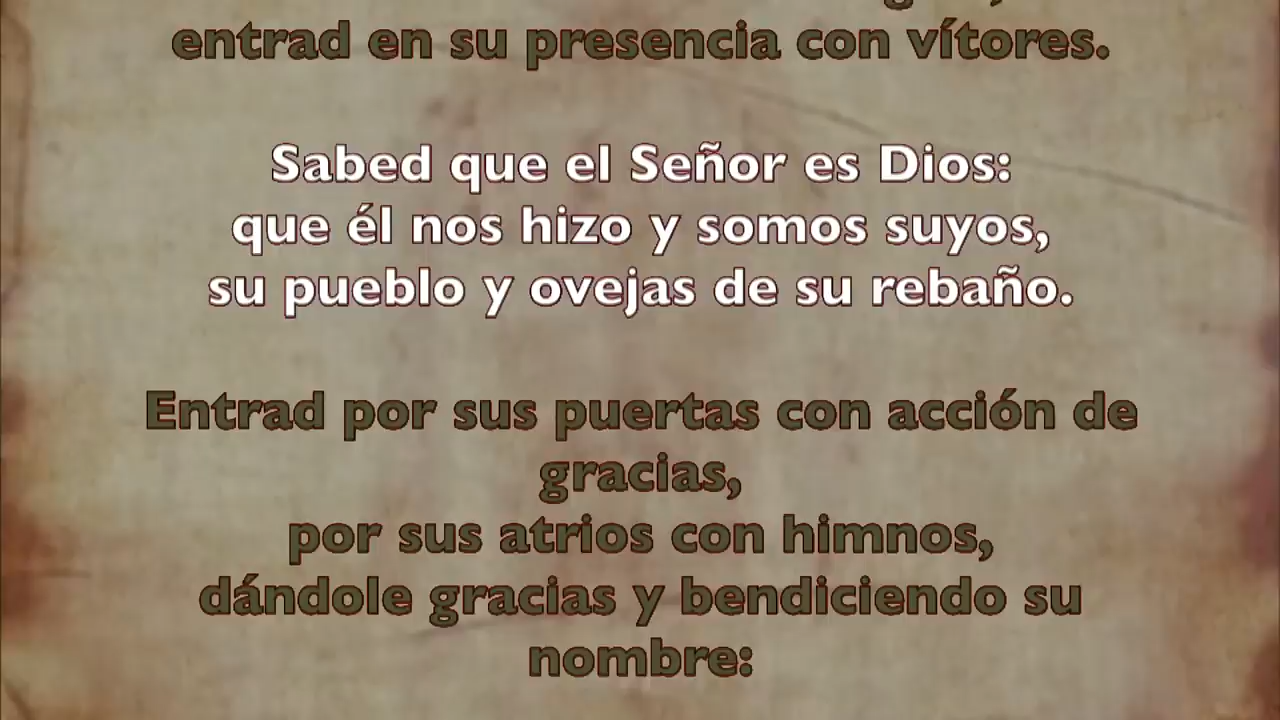 entrad en su presencia con vítores.
Sabed que el Señor es Dios:
que él nos hizo y somos suyos,
su pueblo y ovejas de su rebaño.
Entrad por sus puertas con acción de
gracias,
por sus atrios con himnos,
dándole gracias y bendiciendo su
nombre: